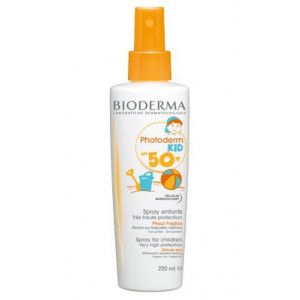 BIODERMA
LABORATOIRE DERMATOLOGIQUE
Photoderm
KID
SPF 50+
Spray enfants
Très haute protection
Peaux fragiles
Spray for children
Very high protection
200 ml ℮